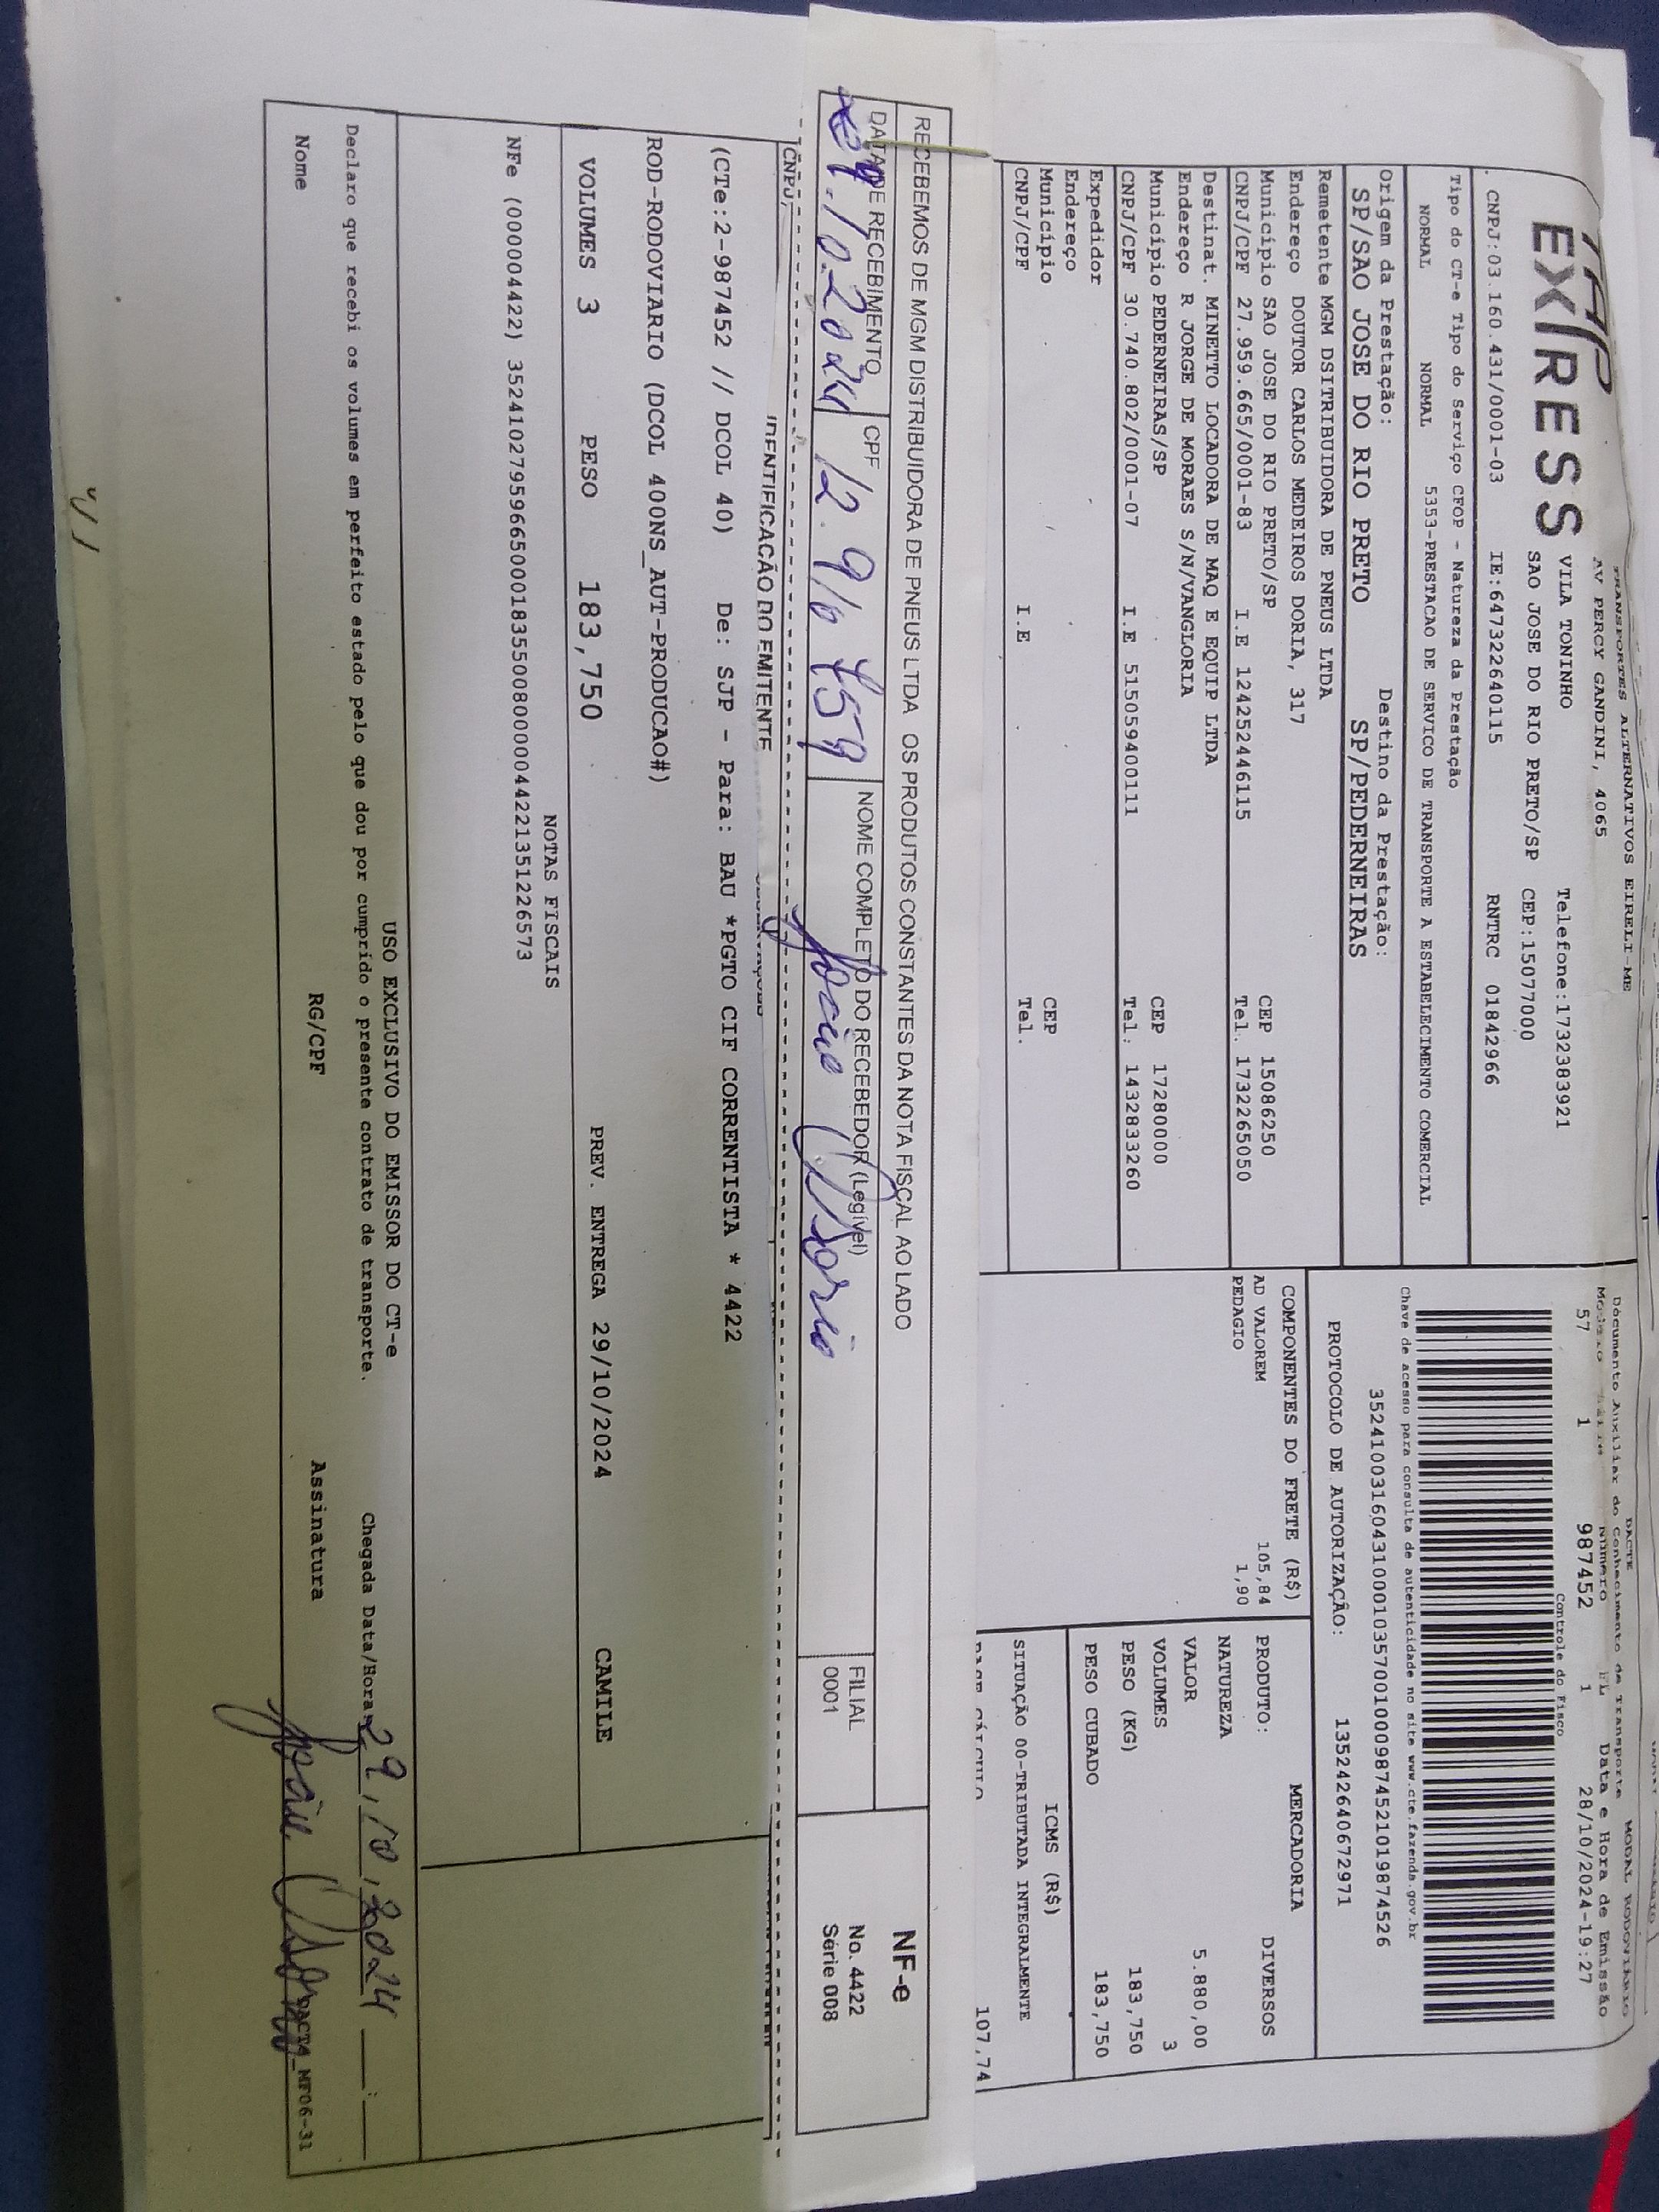 TAP
EXPRESS
TRANSPORTES ALTERNATIVOS EIRELI-ME
AV PERCY GANDINI, 4065
VILA TONINHO Telefone:1732383921
SAO JOSE DO RIO PRETO/SP CEP:15077000
CNPJ:03.160.431/0001-03 IE:647322640115 RNTRC 01842966
Tipo do CT-e Tipo do Serviço CFOP - Natureza da Prestação
NORMAL NORMAL 5353-PRESTACAO DE SERVICO DE TRANSPORTE A ESTABELECIMENTO COMERCIAL
Origem da Prestação: Destino da Prestação:
SP/SAO JOSE DO RIO PRETO SP/PEDERNEIRAS
Remetente MGM DSITRIBUIDORA DE PNEUS LTDA
Endereço DOUTOR CARLOS MEDEIROS DORIA, 317
Município SAO JOSE DO RIO PRETO/SP CEP 15086250
CNPJ/CPF 27.959.665/0001-83 I.E 124252446115 Tel. 1732265050
Destinat. MINETTO LOCADORA DE MAQ E EQUIP LTDA
Endereço R JORGE DE MORAES S/N/VANGLORIA
Município PEDERNEIRAS/SP CEP 17280000
CNPJ/CPF 30.740.802/0001-07 I.E 515059400111 Tel. 1432833260
Expedidor
Endereço
Município CEP
CNPJ/CPF I.E Tel.
DACTE MODAL RODOVIARIO
Documento Auxiliar do Conhecimento de Transporte
Número FL Data e Hora de Emissão
57 1 987452 1 28/10/2024-19:27
Controle do Fisco
Chave de acesso para consulta de autenticidade no site www.cte.fazenda.gov.br
35241003160431000103570010009874521019874526
PROTOCOLO DE AUTORIZAÇÃO: 135242640672971
COMPONENTES DO FRETE (R$)
AD VALOREM 105,84
PEDAGIO 1,90
MERCADORIA
PRODUTO: DIVERSOS
NATUREZA
VALOR 5.880,00
VOLUMES 3
PESO (KG) 183,750
PESO CUBADO 183,750
ICMS (R$)
SITUAÇÃO 00-TRIBUTADA INTEGRALMENTE
107,74
RECEBEMOS DE MGM DISTRIBUIDORA DE PNEUS LTDA OS PRODUTOS CONSTANTES DA NOTA FISCAL AO LADO
DATA DE RECEBIMENTO CPF NOME COMPLETO DO RECEBEDOR (Legível) FILIAL
0001
NF-e
No. 4422
Série 008
CNPJ,
IDENTIFICAÇÃO DO EMITENTE
(CTe:2-987452 // DCOL 40) De: SJP - Para: BAU *PGTO CIF CORRENTISTA * 4422
ROD-RODOVIARIO (DCOL 400NS_AUT-PRODUCAO#)
VOLUMES 3 PESO 183,750 PREV. ENTREGA 29/10/2024 CAMILE
NOTAS FISCAIS
NFe (000004422) 35241027959665000183550080000044221351226573
USO EXCLUSIVO DO EMISSOR DO CT-e
Declaro que recebi os volumes em perfeito estado pelo que dou por cumprido o presente contrato de transporte. Chegada Data/Hora 29,10,2024 __:__
Nome RG/CPF Assinatura
MF06-31